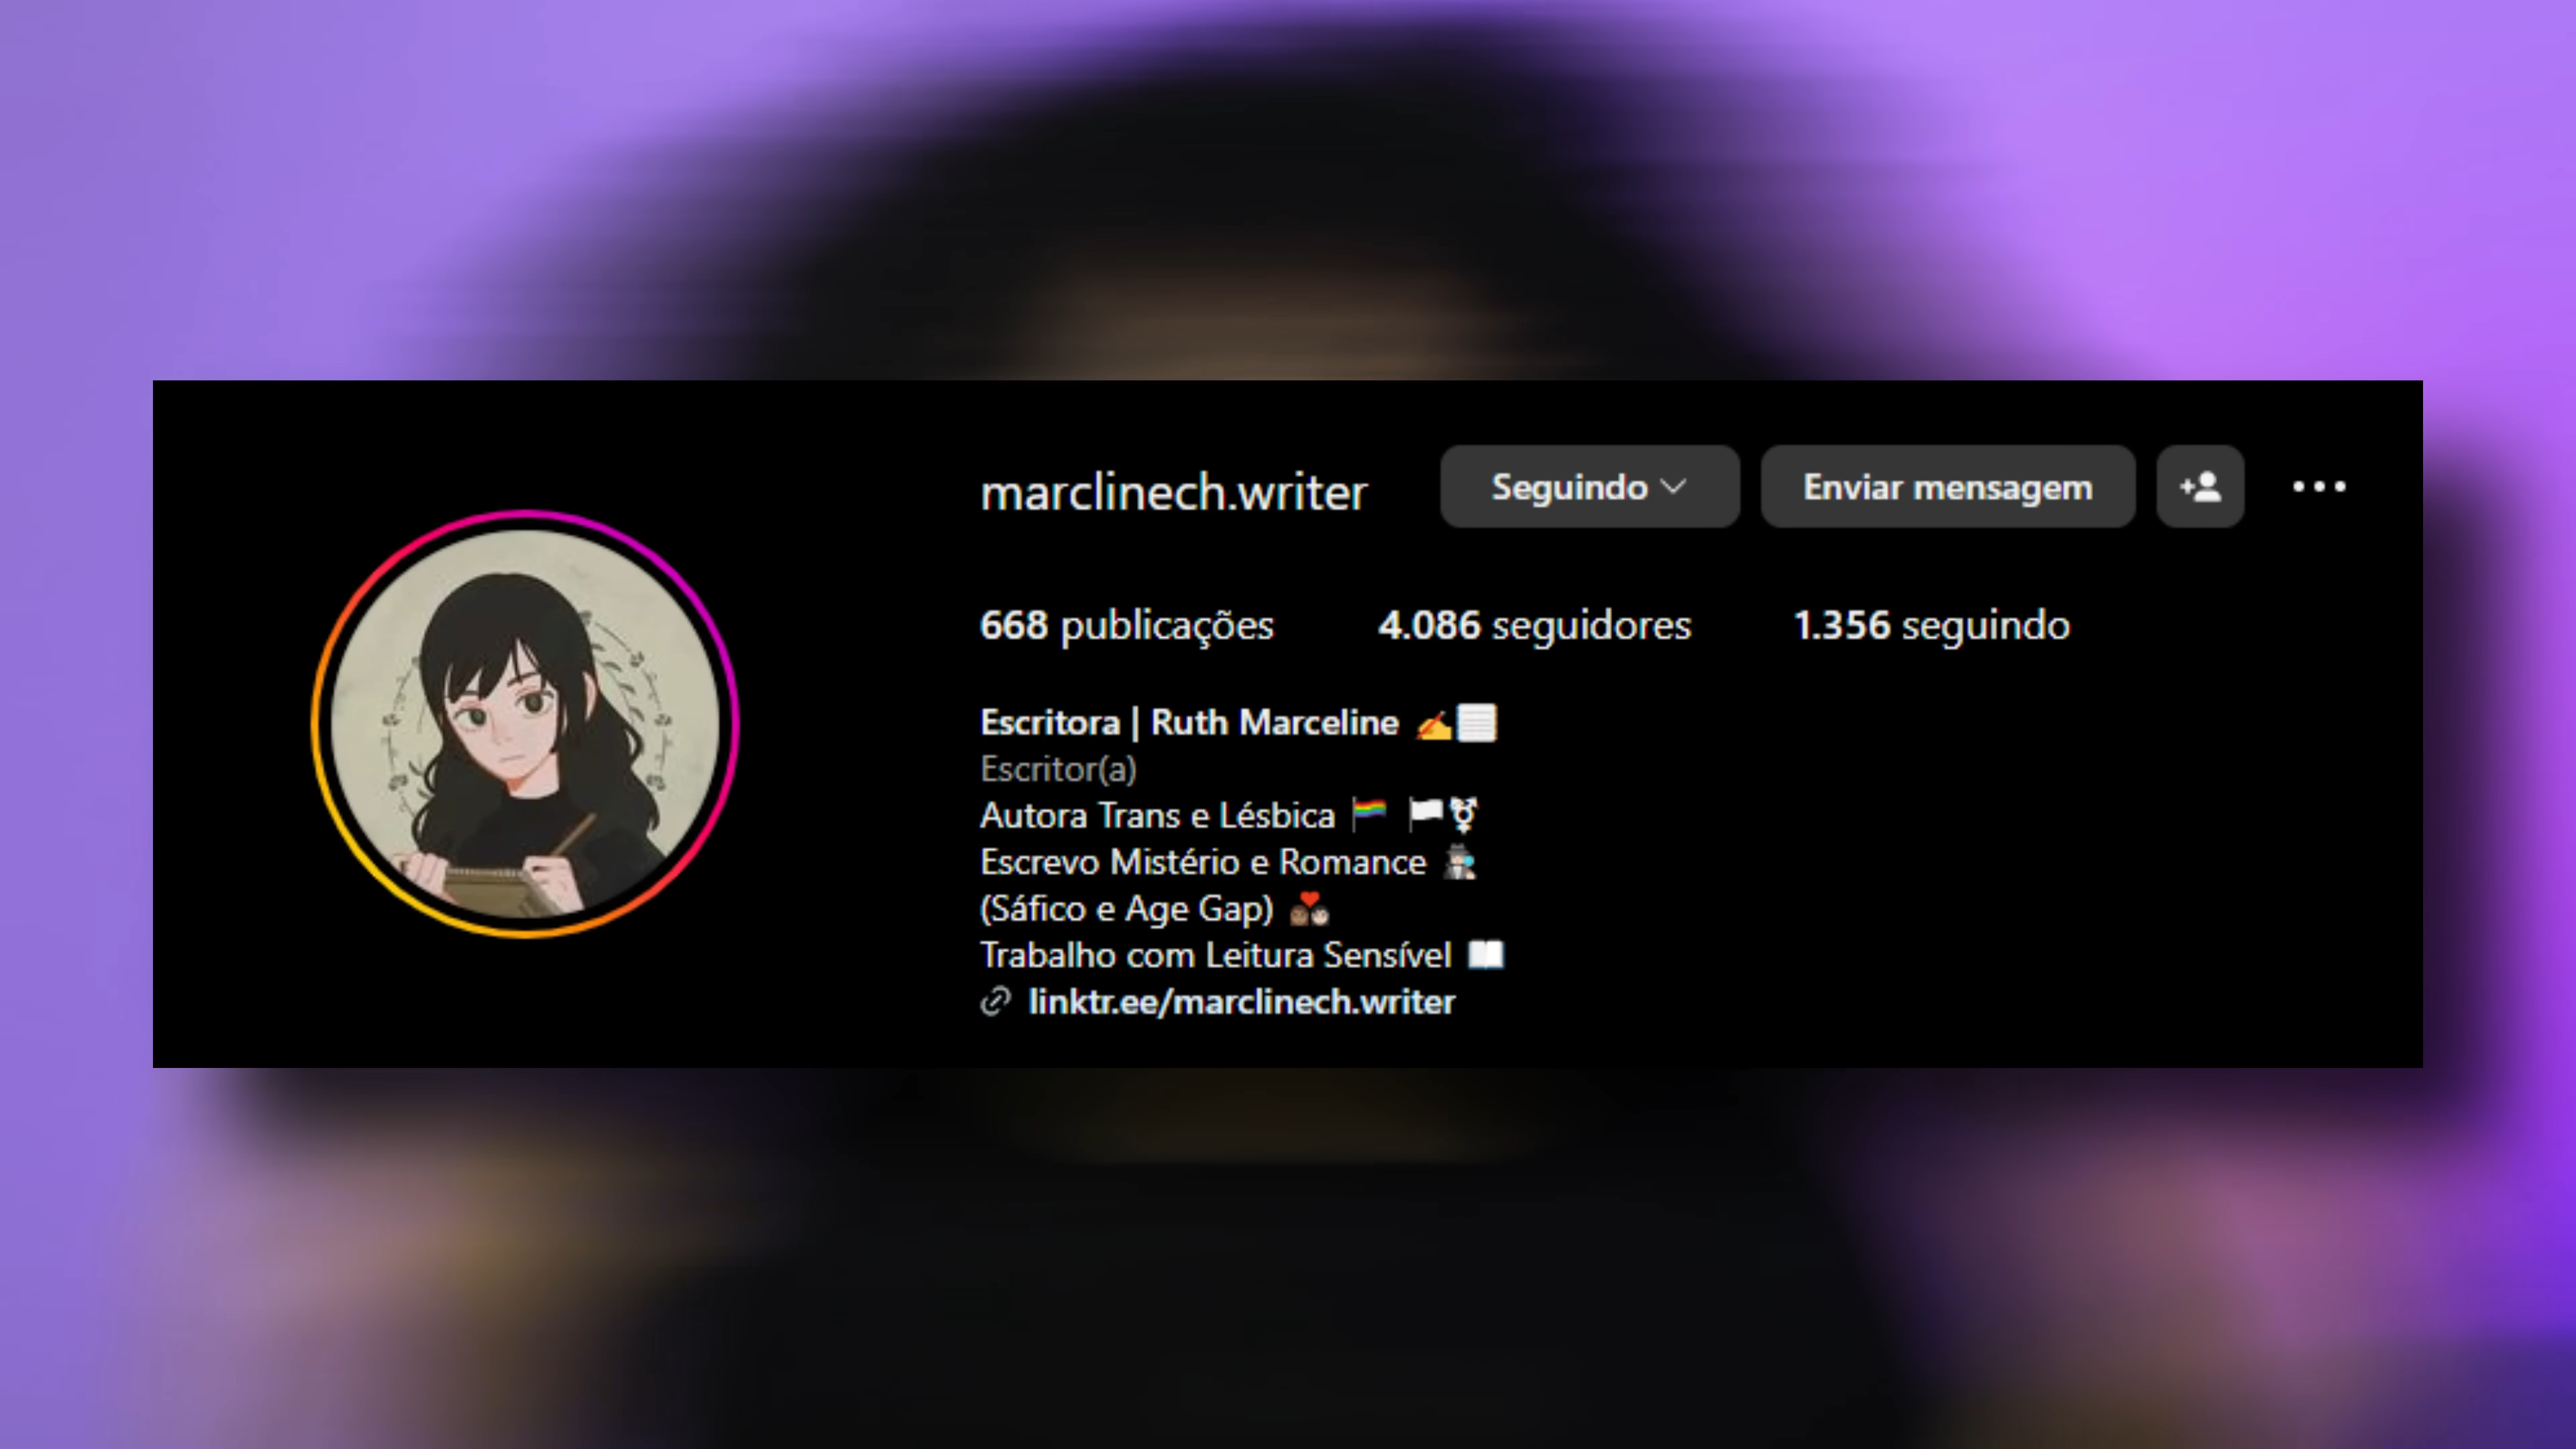 marclinech.writer Seguindo Enviar mensagem
668 publicações 4.086 seguidores 1.356 seguindo
Escritora | Ruth Marceline ✍️📃
Escritor(a)
Autora Trans e Lésbica 🏳️‍🌈 🏳️⚧
Escrevo Mistério e Romance 🕵🏻
(Sáfico e Age Gap) 👩🏾‍❤️‍👩🏻
Trabalho com Leitura Sensível 📖
linktr.ee/marclinech.writer